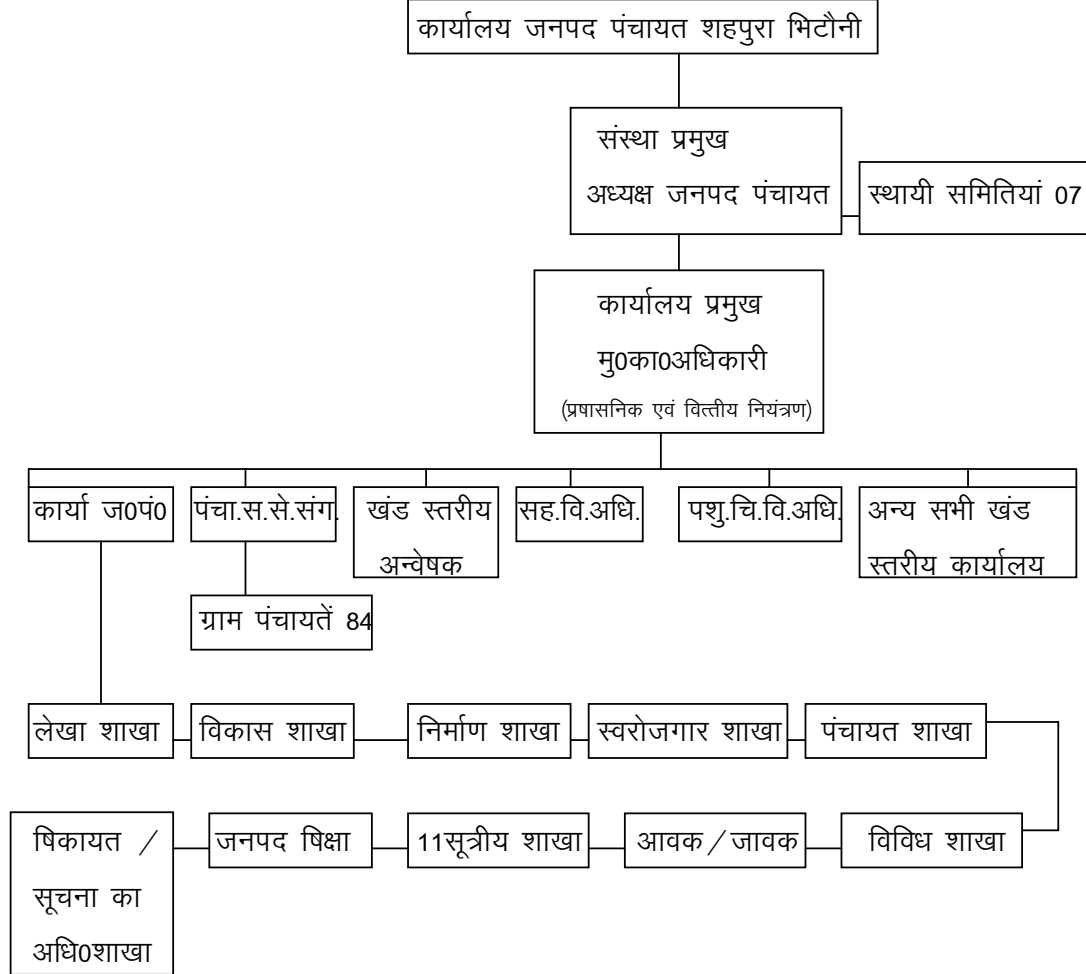 कार्यालय जनपद पंचायत शहपुरा भिटौनी
संस्था प्रमुख
अध्यक्ष जनपद पंचायत
स्थायी समितियां 07
कार्यालय प्रमुख
मु0का0अधिकारी
(प्रषासनिक एवं वित्तीय नियंत्रण)
कार्या ज0पं0
पंचा.स.से.संग.
खंड स्तरीय
अन्वेषक
सह.वि.अधि.
पशु.चि.वि.अधि.
अन्य सभी खंड
स्तरीय कार्यालय
ग्राम पंचायतें 84
लेखा शाखा
विकास शाखा
निर्माण शाखा
स्वरोजगार शाखा
पंचायत शाखा
षिकायत /
सूचना का
अधि0शाखा
जनपद षिक्षा
11सूत्रीय शाखा
आवक/जावक
विविध शाखा